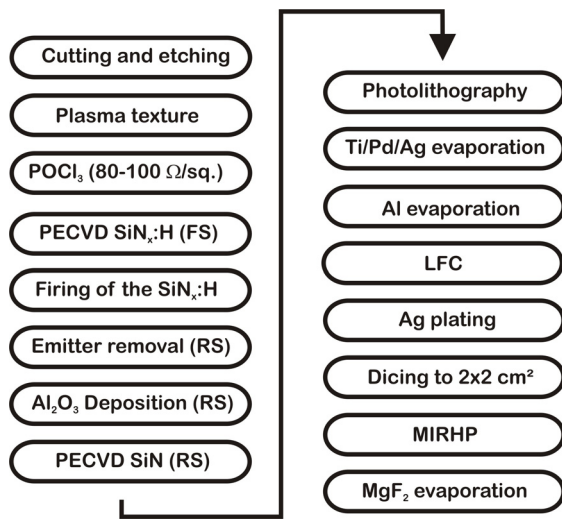 Cutting and etching
Plasma texture
POCl₃ (80-100 Ω/sq.)
PECVD SiNₓ:H (FS)
Firing of the SiNₓ:H
Emitter removal (RS)
Al₂O₃ Deposition (RS)
PECVD SiN (RS)
Photolithography
Ti/Pd/Ag evaporation
Al evaporation
LFC
Ag plating
Dicing to 2x2 cm²
MIRHP
MgF₂ evaporation